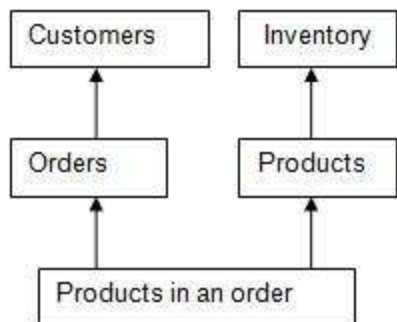 Customers
Inventory
Orders
Products
Products in an order